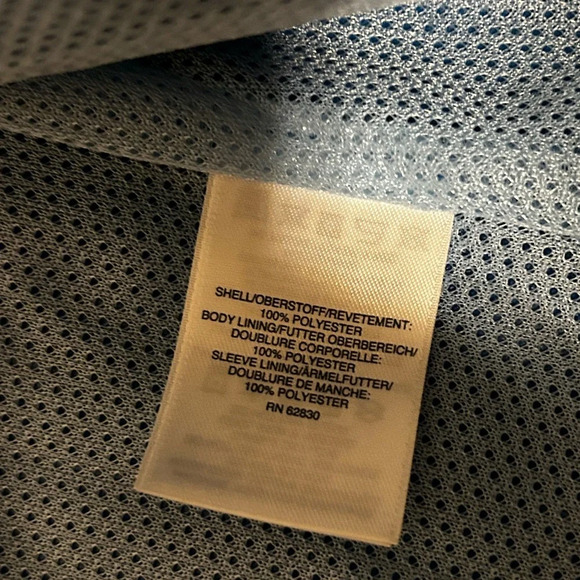 SHELL/OBERSTOFF/REVETEMENT:
100% POLYESTER
BODY LINING/FUTTER OBERBEREICH/
DOUBLURE CORPORELLE:
100% POLYESTER
SLEEVE LINING/ÄRMELFUTTER/
DOUBLURE DE MANCHE:
100% POLYESTER
RN 62830